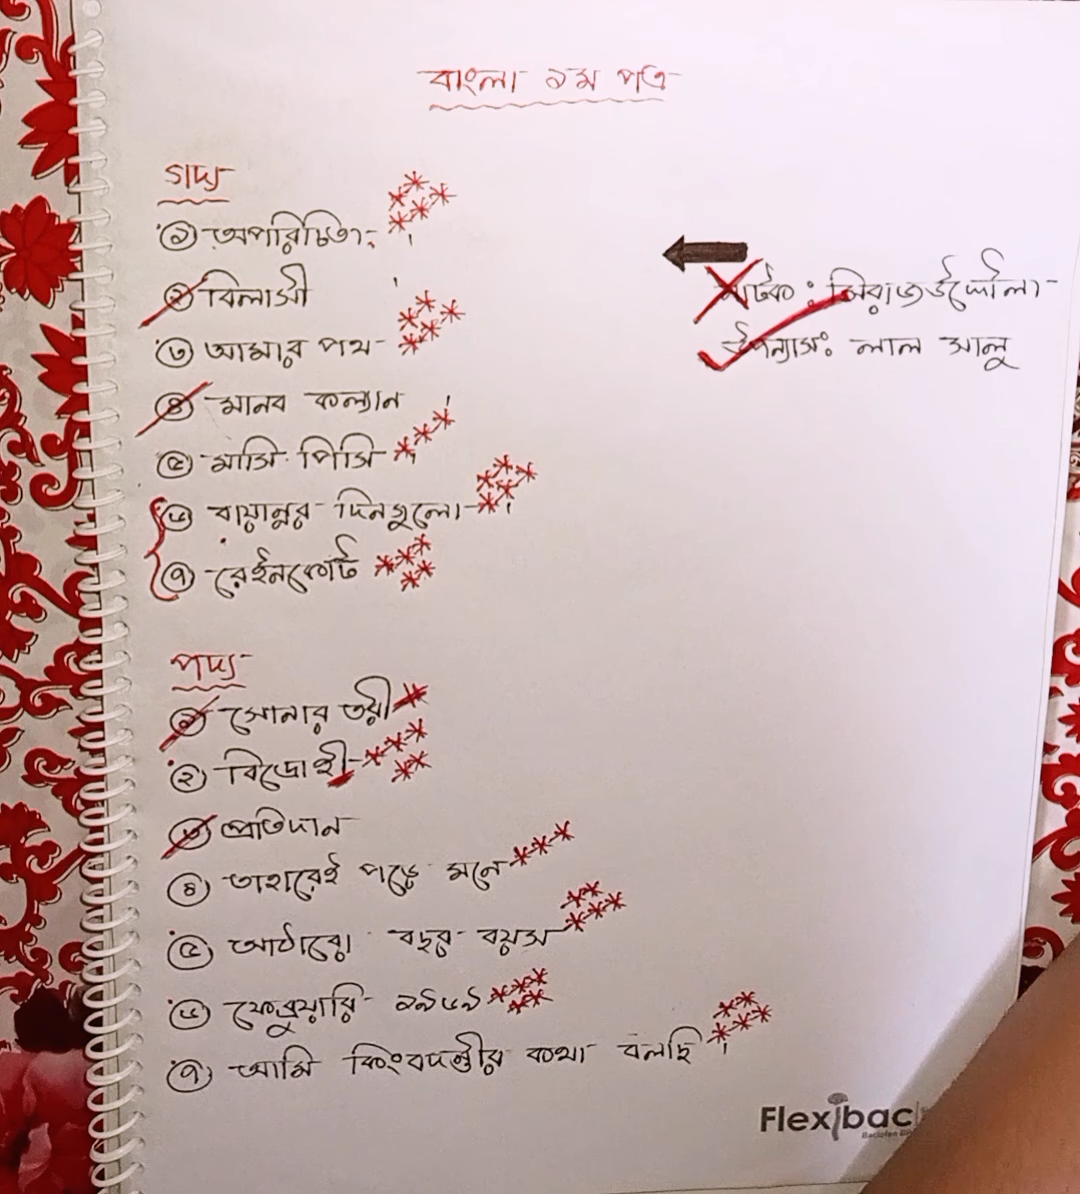 বাংলা ১ম পত্র
গদ্য
১ অপরিচিতা
২ বিলাসী
৩ আমার পথ
৪ মানব কল্যান
৫ মাসি পিসি
৬ বায়ান্নর দিনগুলো
৭ রেইনকোট
নাটক : সিরাজউদ্দৌলা
উপন্যাস: লাল সালু
পদ্য
১ সোনার তরী
২ বিদ্রোহী
৩ প্রতিদান
৪ তাহারেই পড়ে মনে
৫ আঠারো বছর বয়স
৬ ফেব্রুয়ারি ১৯৬৯
৭ আমি কিংবদন্তীর কথা বলছি
Flexibac